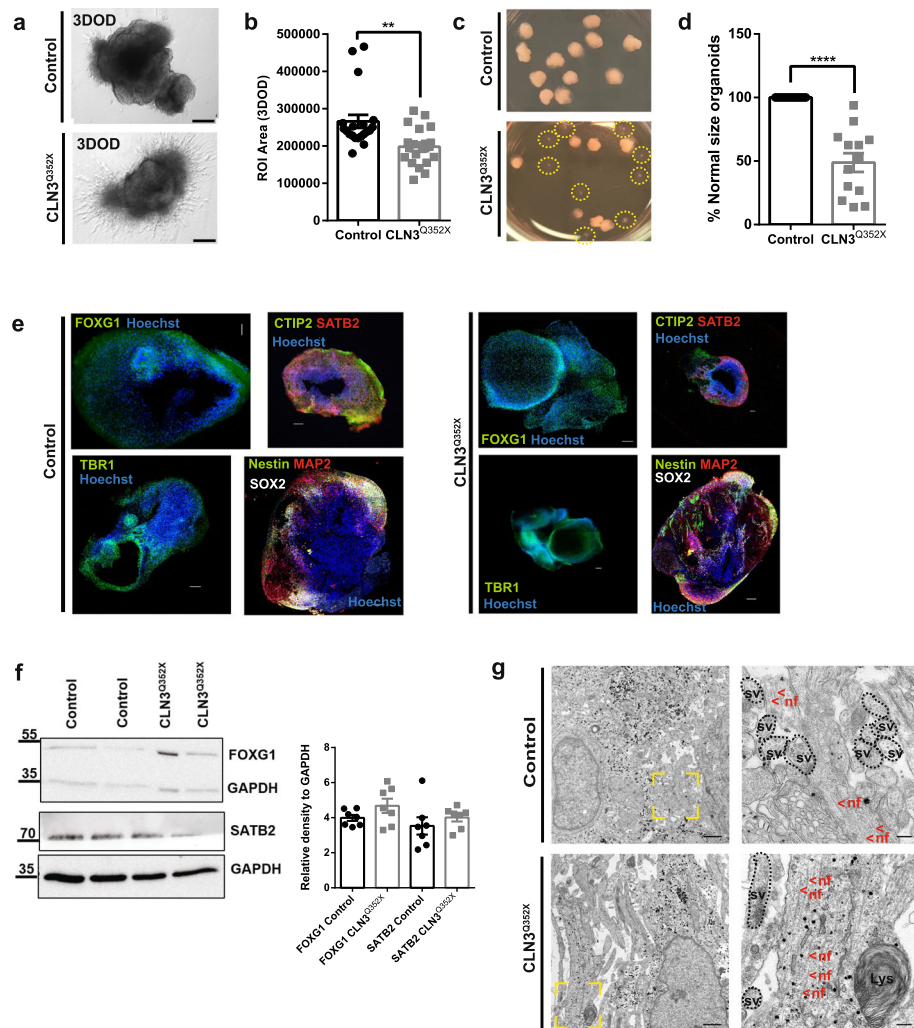 a
3DOD
Control
3DOD
CLN3Q352X
b
**
500000
400000
300000
200000
100000
0
ROI Area (3DOD)
Control CLN3Q352X
c
Control
CLN3Q352X
d
****
150
100
50
0
% Normal size organoids
Control CLN3Q352X
e
Control
FOXG1 Hoechst
CTIP2 SATB2
Hoechst
TBR1
Hoechst
Nestin MAP2
SOX2
Hoechst
CLN3Q352X
FOXG1 Hoechst
CTIP2 SATB2
Hoechst
TBR1
Hoechst
Nestin MAP2
SOX2
Hoechst
f
Control
Control
CLN3Q352X
CLN3Q352X
55
35
70
35
FOXG1
GAPDH
SATB2
GAPDH
Relative density to GAPDH
8
6
4
2
0
FOXG1 Control
FOXG1 CLN3Q352X
SATB2 Control
SATB2 CLN3Q352X
g
Control
sv
< < nf
sv
sv
sv
sv
sv
<nf
< <nf
CLN3Q352X
sv
<nf
<nf
<nf
<nf
<nf
Lys
sv